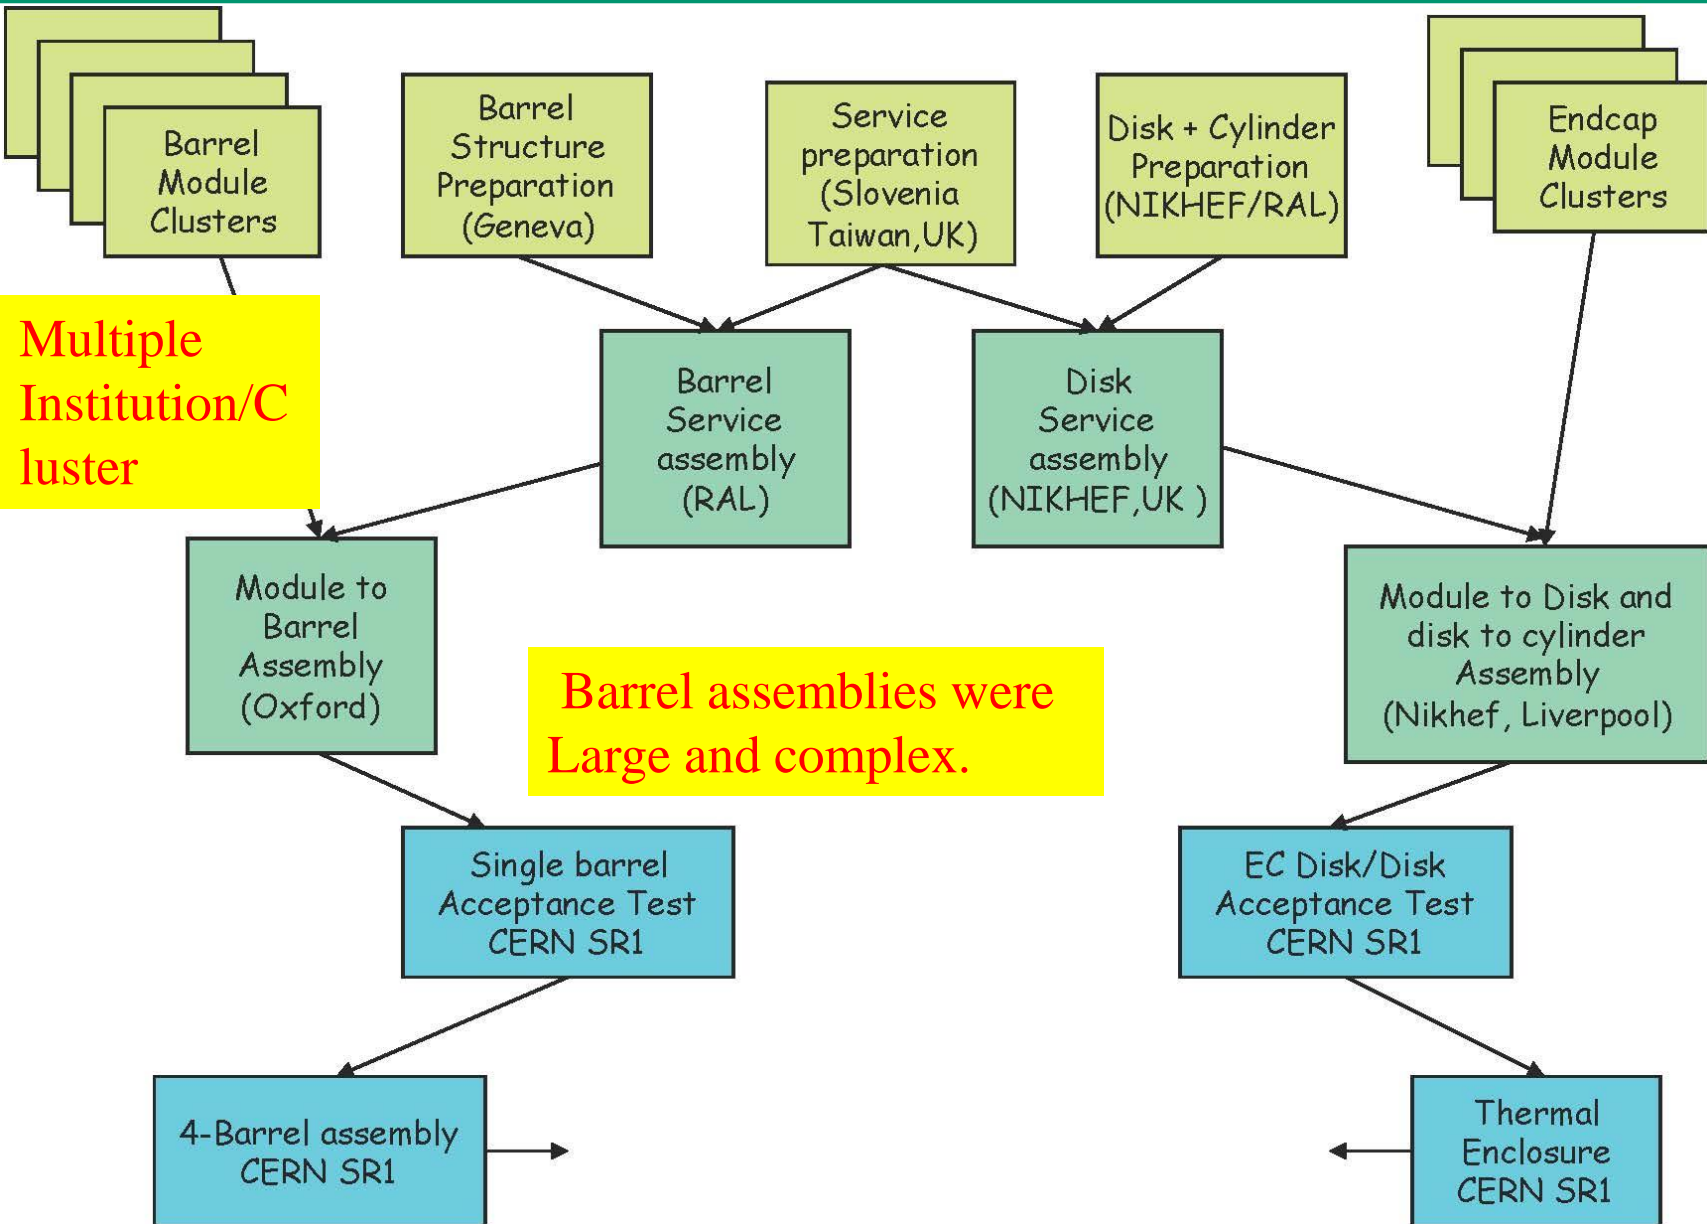 Barrel
Module
Clusters
Barrel
Structure
Preparation
(Geneva)
Service
preparation
(Slovenia
Taiwan,UK)
Disk + Cylinder
Preparation
(NIKHEF/RAL)
Endcap
Module
Clusters
Multiple
Institution/C
luster
Barrel
Service
assembly
(RAL)
Disk
Service
assembly
(NIKHEF,UK )
Module to
Barrel
Assembly
(Oxford)
Barrel assemblies were
Large and complex.
Module to Disk and
disk to cylinder
Assembly
(Nikhef, Liverpool)
Single barrel
Acceptance Test
CERN SR1
EC Disk/Disk
Acceptance Test
CERN SR1
4-Barrel assembly
CERN SR1
Thermal
Enclosure
CERN SR1